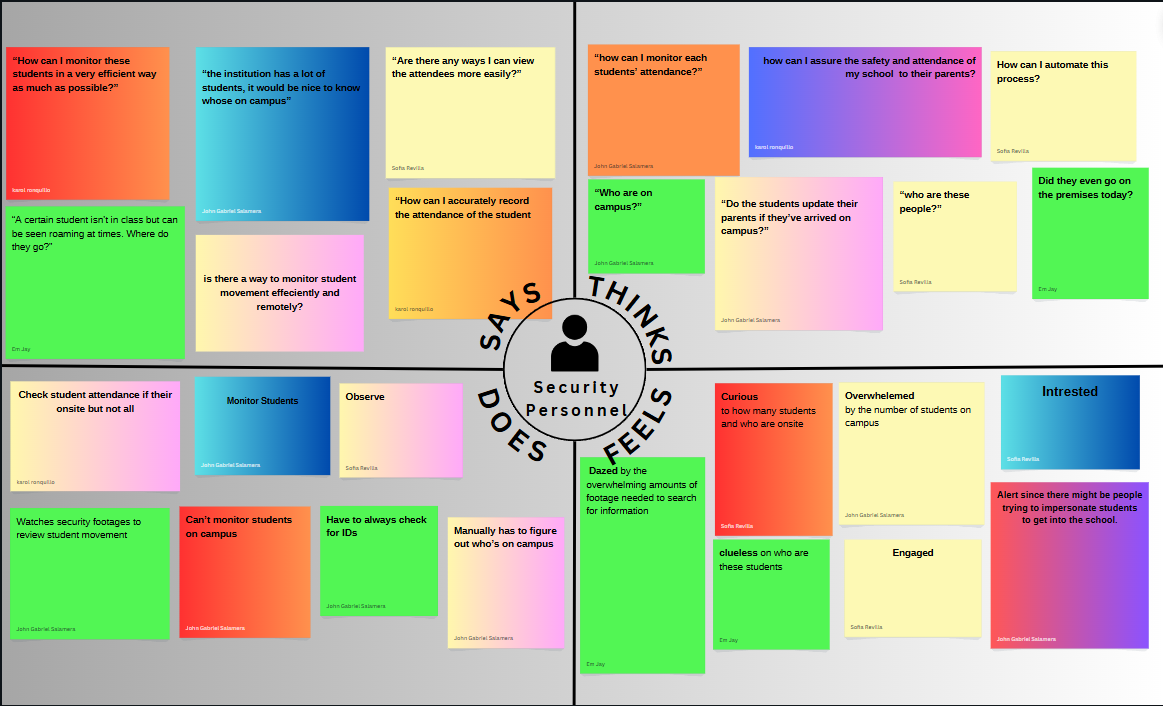 “How can I monitor these
students in a very efficient way
as much as possible?”
karol ronquillo
“the institution has a lot of
students, it would be nice to know
whose on campus”
John Gabriel Salamera
“Are there any ways I can view
the attendees more easily?”
Sofia Revilla
“A certain student isn't in class but can
be seen roaming at times. Where do
they go?”
Em Jay
is there a way to monitor student
movement effeciently and
remotely?
“How can I accurately record
the attendance of the student
karol ronquillo
“how can I monitor each
students’ attendance?”
John Gabriel Salamera
how can I assure the safety and attendance of
my school to their parents?
karol ronquillo
How can I automate this
process?
Sofia Revilla
“Who are on
campus?”
John Gabriel Salamera
“Do the students update their
parents if they’ve arrived on
campus?”
John Gabriel Salamera
“who are these
people?”
Sofia Revilla
Did they even go on
the premises today?
Em Jay
SAYS
THINKS
Security
Personnel
DOES
FEELS
Check student attendance if their
onsite but not all
karol ronquillo
Monitor Students
John Gabriel Salamera
Observe
Sofia Revilla
Watches security footages to
review student movement
John Gabriel Salamera
Can’t monitor students
on campus
John Gabriel Salamera
Have to always check
for IDs
John Gabriel Salamera
Manually has to figure
out who’s on campus
John Gabriel Salamera
Dazed by the
overwhelming amounts of
footage needed to search
for information
Em Jay
Curious
to how many students
and who are onsite
Sofia Revilla
Overwhelemed
by the number of students on
campus
John Gabriel Salamera
Intrested
Sofia Revilla
clueless on who are
these students
Em Jay
Engaged
Sofia Revilla
Alert since there might be people
trying to impersonate students
to get into the school.
John Gabriel Salamera